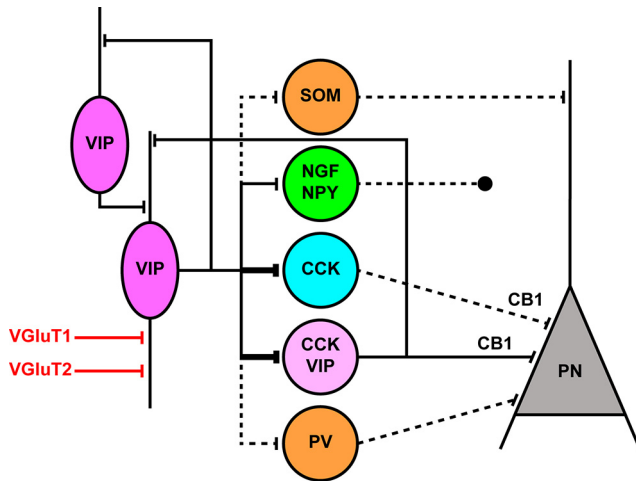 VIP
VIP
VGluT1
VGluT2
SOM
NGF
NPY
CCK
CCK
VIP
PV
CB1
CB1
PN